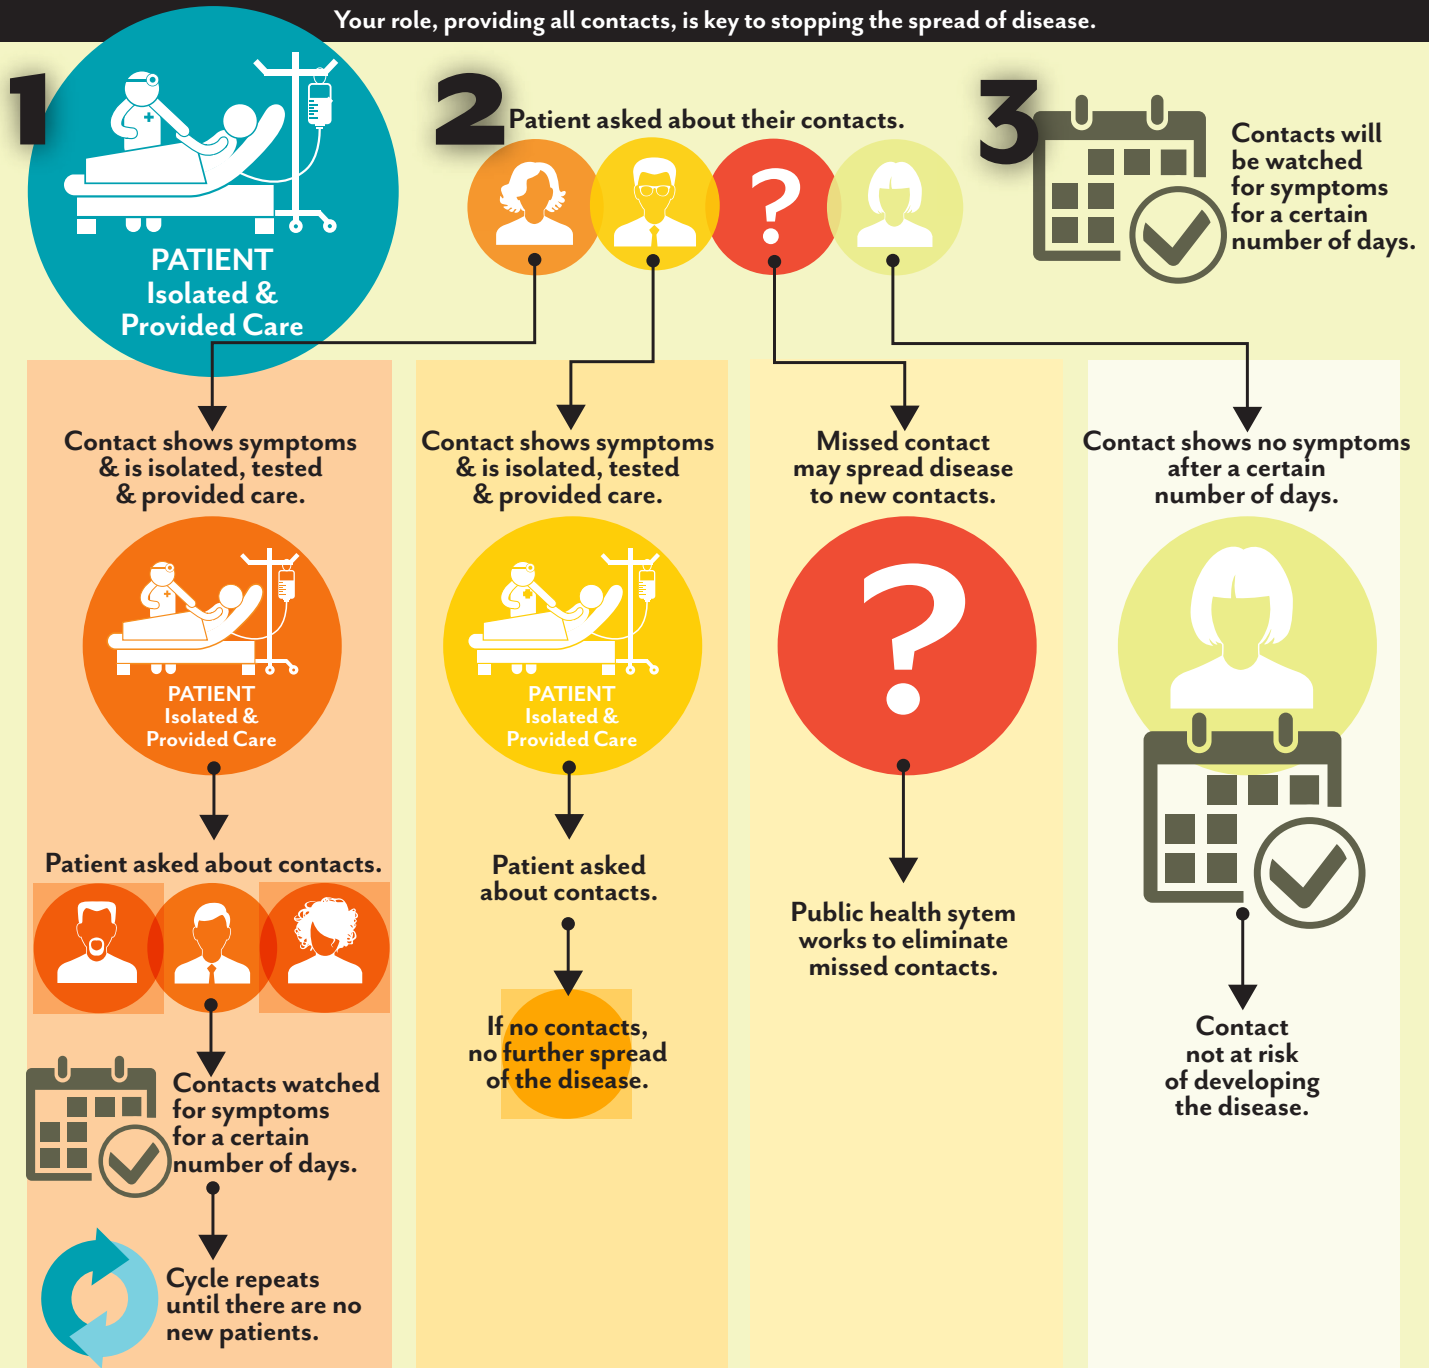 Your role, providing all contacts, is key to stopping the spread of disease.
1
PATIENT
Isolated &
Provided Care
2
Patient asked about their contacts.
?
3
Contacts will
be watched
for symptoms
for a certain
number of days.
Contact shows symptoms
& is isolated, tested
& provided care.
PATIENT
Isolated &
Provided Care
Patient asked about contacts.
Contacts watched
for symptoms
for a certain
number of days.
Cycle repeats
until there are no
new patients.
Contact shows symptoms
& is isolated, tested
& provided care.
PATIENT
Isolated &
Provided Care
Patient asked
about contacts.
If no contacts,
no further spread
of the disease.
Missed contact
may spread disease
to new contacts.
?
Public health sytem
works to eliminate
missed contacts.
Contact shows no symptoms
after a certain
number of days.
Contact
not at risk
of developing
the disease.